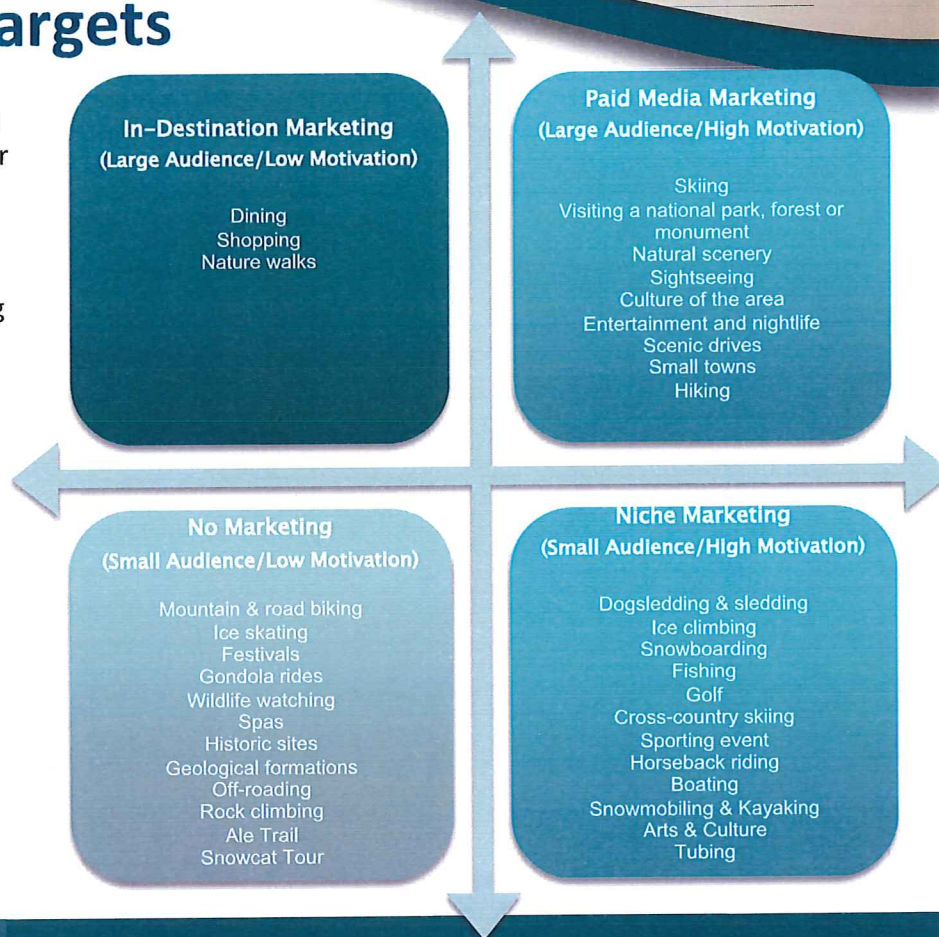 argets
r
g
In-Destination Marketing
(Large Audience/Low Motivation)
Dining
Shopping
Nature walks
Paid Media Marketing
(Large Audience/High Motivation)
Skiing
Visiting a national park, forest or
monument
Natural scenery
Sightseeing
Culture of the area
Entertainment and nightlife
Scenic drives
Small towns
Hiking
No Marketing
(Small Audience/Low Motivation)
Mountain & road biking
Ice skating
Festivals
Gondola rides
Wildlife watching
Spas
Historic sites
Geological formations
Off-roading
Rock climbing
Ale Trail
Snowcat Tour
Niche Marketing
(Small Audience/High Motivation)
Dogsledding & sledding
Ice climbing
Snowboarding
Fishing
Golf
Cross-country skiing
Sporting event
Horseback riding
Boating
Snowmobiling & Kayaking
Arts & Culture
Tubing